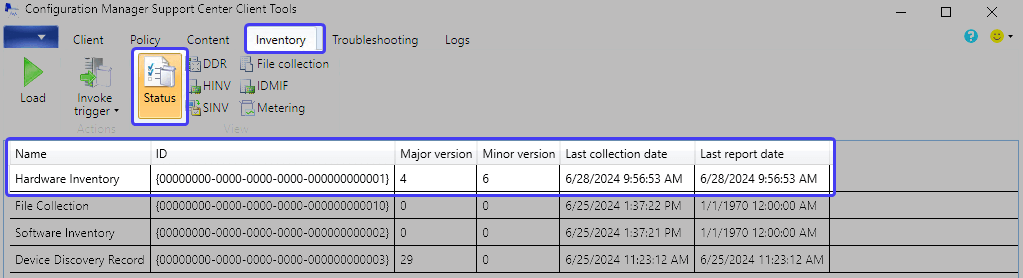 Configuration Manager Support Center Client Tools
Client Policy Content Inventory Troubleshooting Logs
Load
Invoke trigger
Actions
Status
DDR File collection
HINV IDMIF
SINV Metering
View
Name ID Major version Minor version Last collection date Last report date
Hardware Inventory {00000000-0000-0000-0000-000000000001} 4 6 6/28/2024 9:56:53 AM 6/28/2024 9:56:53 AM
File Collection {00000000-0000-0000-0000-000000000010} 0 0 6/25/2024 1:37:22 PM 1/1/1970 12:00:00 AM
Software Inventory {00000000-0000-0000-0000-000000000002} 0 0 6/25/2024 1:37:21 PM 1/1/1970 12:00:00 AM
Device Discovery Record {00000000-0000-0000-0000-000000000003} 29 0 6/25/2024 11:23:12 AM 6/25/2024 11:23:12 AM